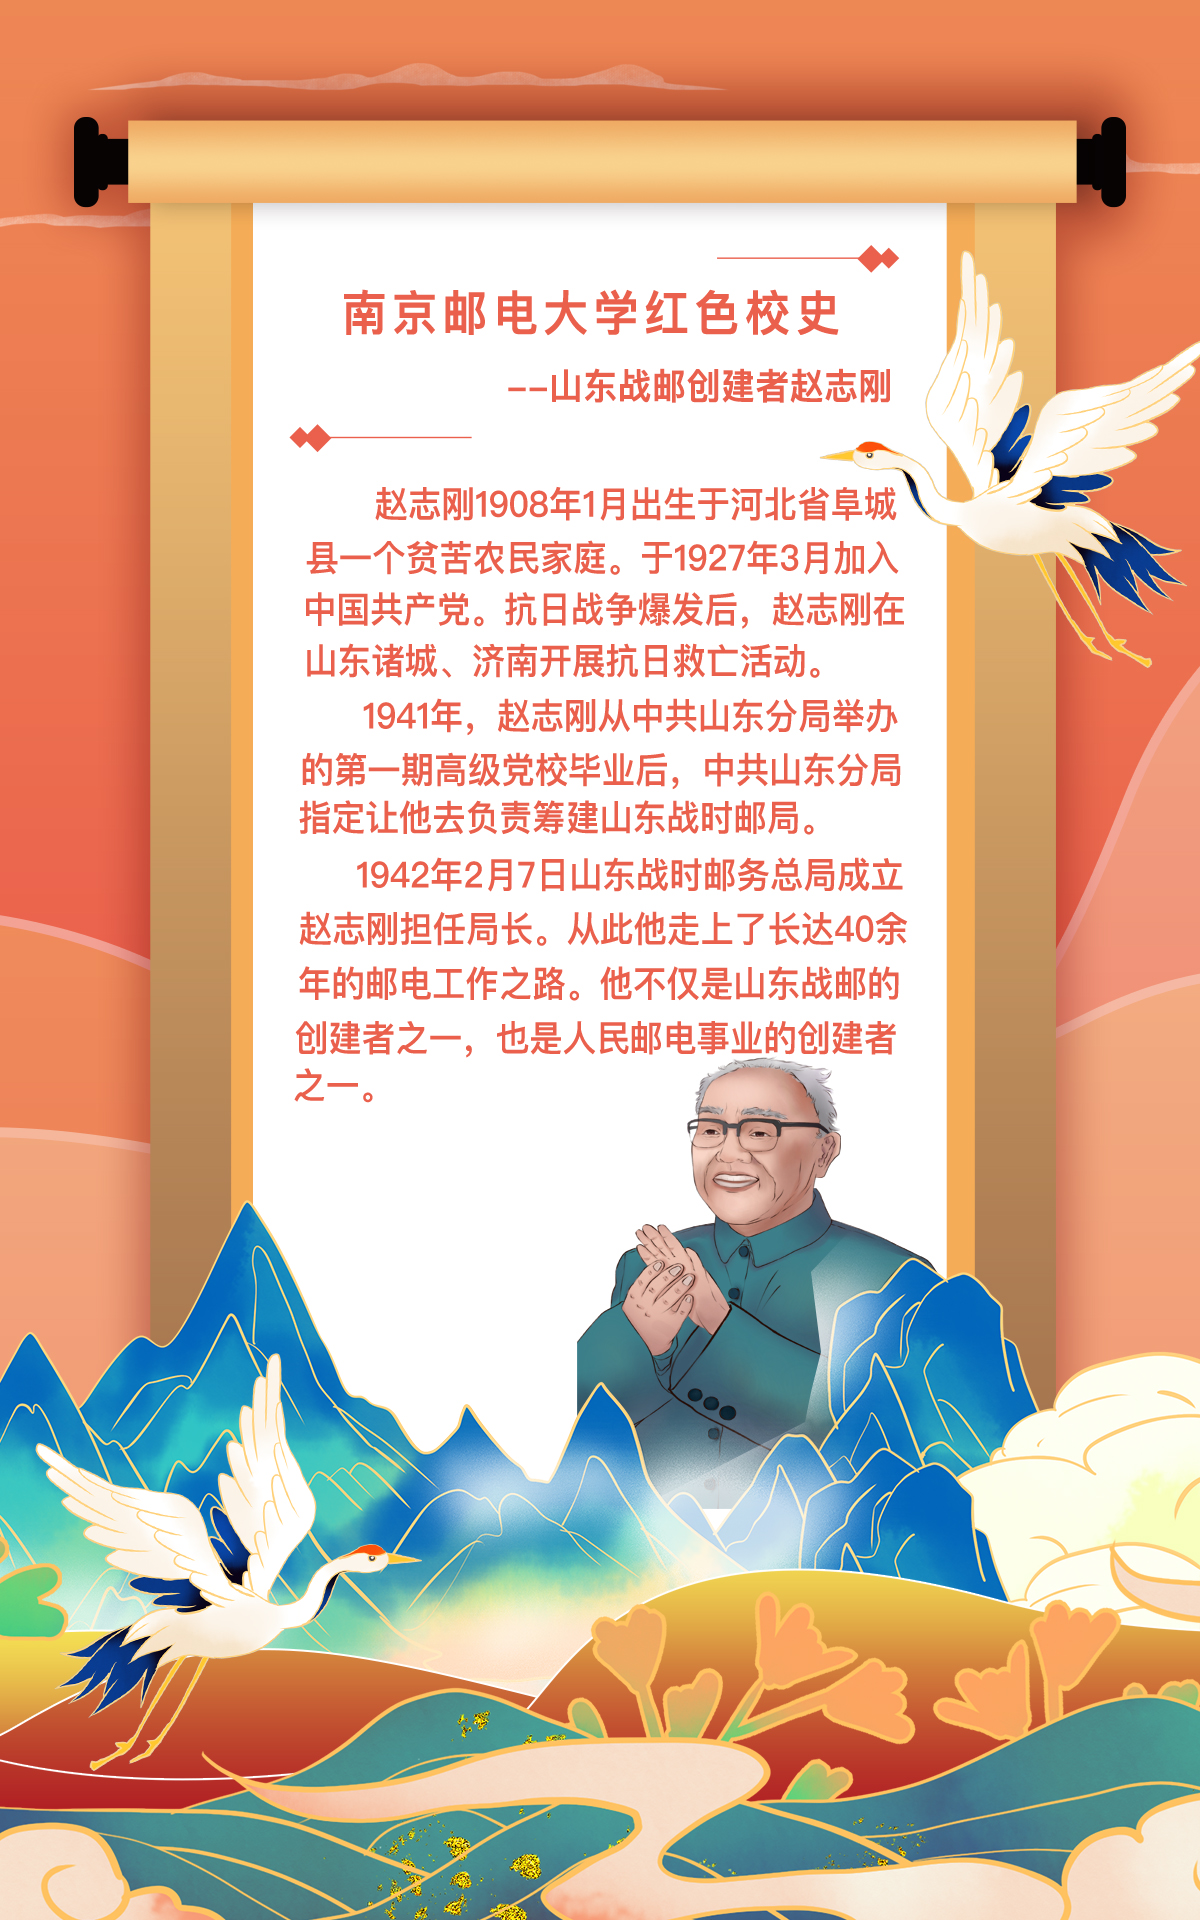 南京邮电大学红色校史
--山东战邮创建者赵志刚
赵志刚1908年1月出生于河北省阜城
县一个贫苦农民家庭。于1927年3月加入
中国共产党。抗日战争爆发后，赵志刚在
山东诸城、济南开展抗日救亡活动。
1941年，赵志刚从中共山东分局举办
的第一期高级党校毕业后，中共山东分局
指定让他去负责筹建山东战时邮局。
1942年2月7日山东战时邮务总局成立
赵志刚担任局长。从此他走上了长达40余
年的邮电工作之路。他不仅是山东战邮的
创建者之一，也是人民邮电事业的创建者
之一。